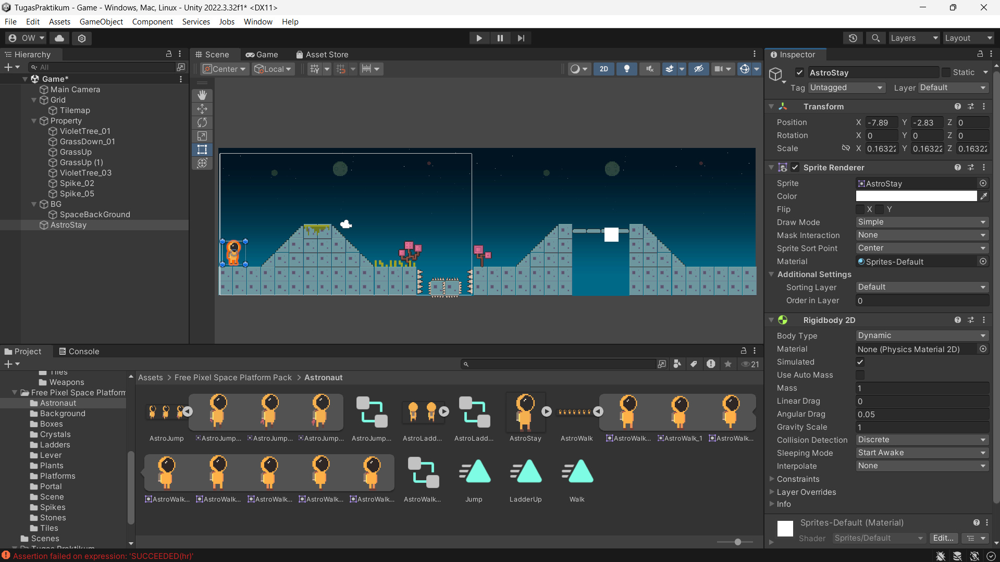 TugasPraktikum - Game - Windows, Mac, Linux - Unity 2022.3.32f1* <DX11>
File Edit Assets GameObject Component Services Jobs Window Help
OW
Layers
Layout
Hierarchy
All
Game*
Main Camera
Grid
Tilemap
Property
VioletTree_01
GrassDown_01
GrassUp
GrassUp (1)
VioletTree_03
Spike_02
Spike_05
BG
SpaceBackGround
AstroStay
Scene Game Asset Store
Center Local 2D
Inspector
AstroStay Static
Tag Untagged Layer Default
Transform
Position X -7.89 Y -2.83 Z 0
Rotation X 0 Y 0 Z 0
Scale X 0.16322 Y 0.16322 Z 0.16322
Sprite Renderer
Sprite AstroStay
Color
Flip X Y
Draw Mode Simple
Mask Interaction None
Sprite Sort Point Center
Material Sprites-Default
Additional Settings
Sorting Layer Default
Order in Layer 0
Rigidbody 2D
Body Type Dynamic
Material None (Physics Material 2D)
Simulated
Use Auto Mass
Mass 1
Linear Drag 0
Angular Drag 0.05
Gravity Scale 1
Collision Detection Discrete
Sleeping Mode Start Awake
Interpolate None
Constraints
Layer Overrides
Info
Sprites-Default (Material)
Shader Sprites/Default Edit...
Project Console
21
Tiles
Weapons
Free Pixel Space Platform
Astronaut
Background
Boxes
Crystals
Ladders
Lever
Plants
Platforms
Portal
Scene
Spikes
Stones
Tiles
Scenes
Tugas Praktikum
Assets > Free Pixel Space Platform Pack > Astronaut
AstroJump AstroJump... AstroJump... AstroJump... AstroJump... AstroLadd... AstroLadd... AstroStay AstroWalk AstroWalk... AstroWalk_1 AstroWalk...
AstroWalk... AstroWalk... AstroWalk... AstroWalk... AstroWalk... AstroWalk... Jump LadderUp Walk
Assertion failed on expression: 'SUCCEEDED(hr)'